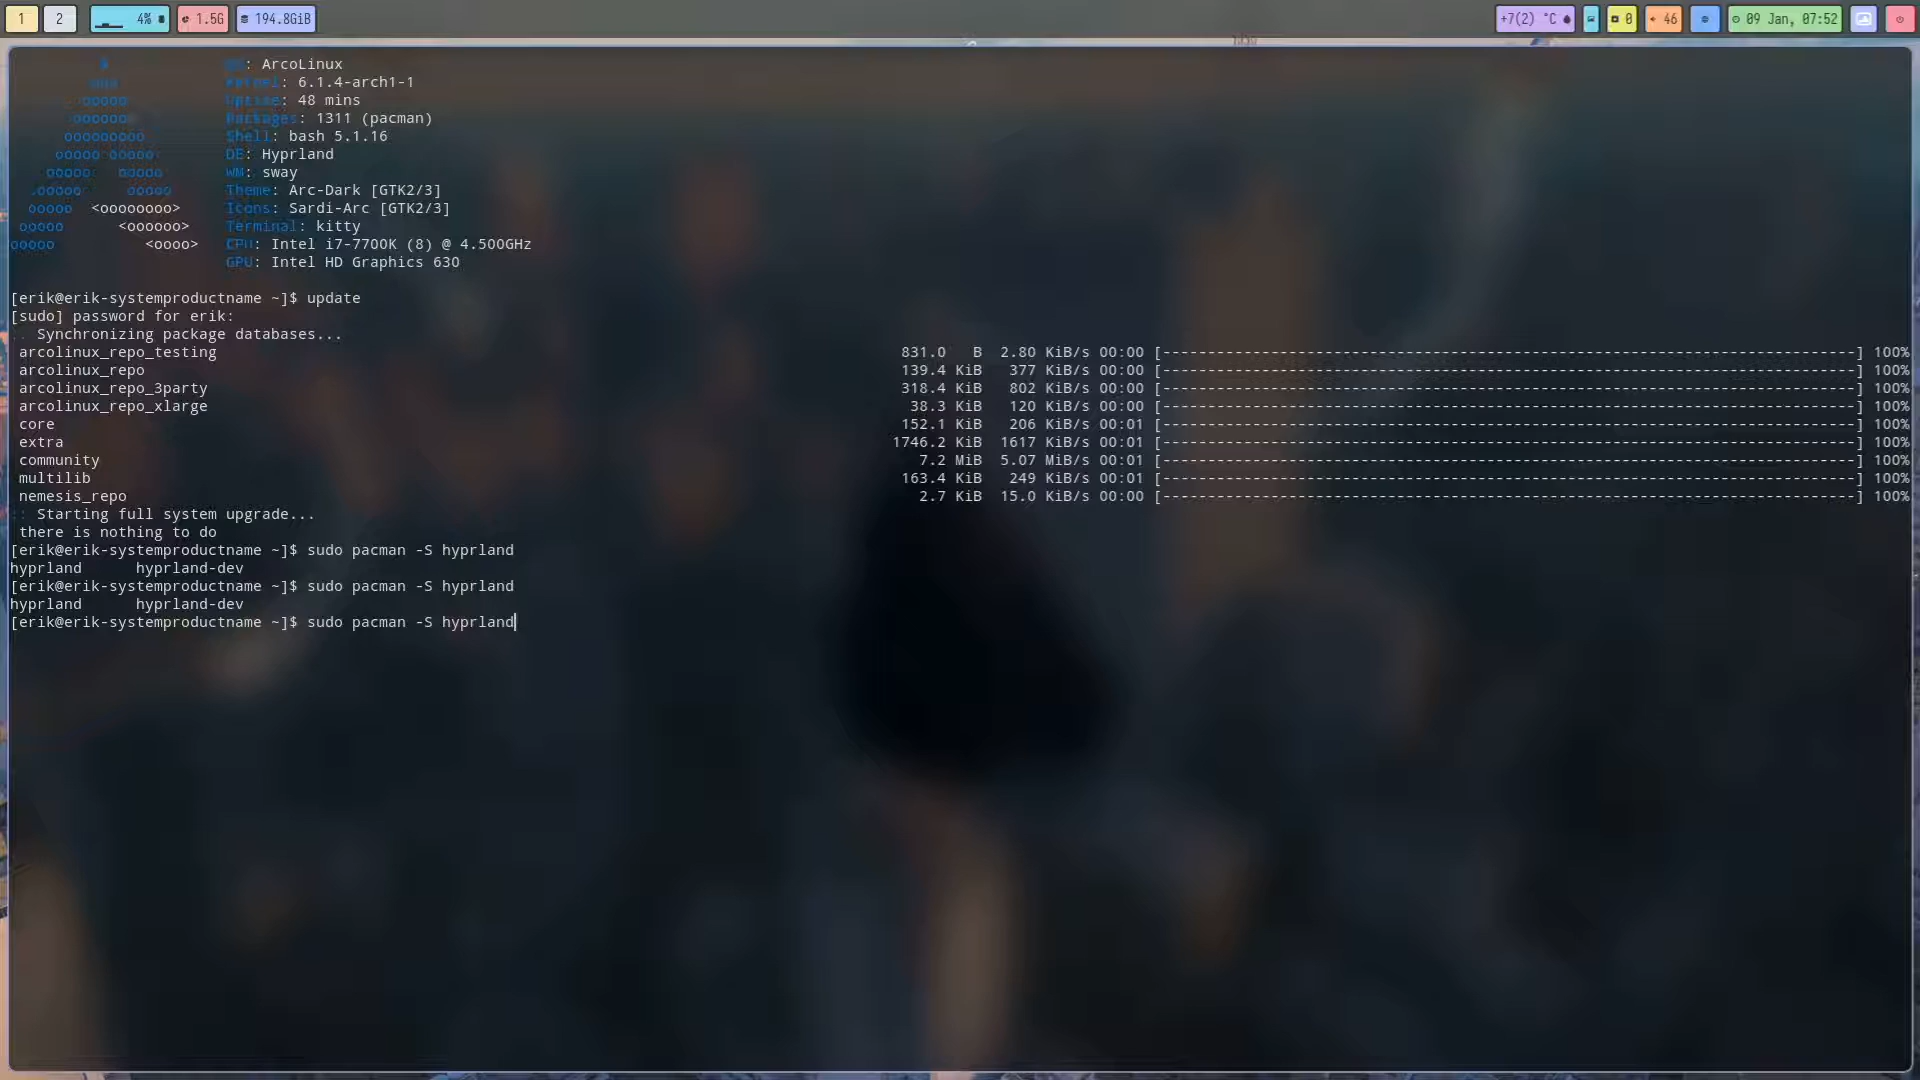 1 2 4% 1.5G 194.8GiB +7(2) °C 0 46 09 Jan, 07:52
OS: ArcoLinux
Kernel: 6.1.4-arch1-1
Uptime: 48 mins
Packages: 1311 (pacman)
Shell: bash 5.1.16
DE: Hyprland
WM: sway
Theme: Arc-Dark [GTK2/3]
Icons: Sardi-Arc [GTK2/3]
Terminal: kitty
CPU: Intel i7-7700K (8) @ 4.500GHz
GPU: Intel HD Graphics 630
[erik@erik-systemproductname ~]$ update
[sudo] password for erik:
:: Synchronizing package databases...
arcolinux_repo_testing 831.0 B 2.80 KiB/s 00:00 [----------------------------------------------------------------------------] 100%
arcolinux_repo 139.4 KiB 377 KiB/s 00:00 [----------------------------------------------------------------------------] 100%
arcolinux_repo_3party 318.4 KiB 802 KiB/s 00:00 [----------------------------------------------------------------------------] 100%
arcolinux_repo_xlarge 38.3 KiB 120 KiB/s 00:00 [----------------------------------------------------------------------------] 100%
core 152.1 KiB 206 KiB/s 00:01 [----------------------------------------------------------------------------] 100%
extra 1746.2 KiB 1617 KiB/s 00:01 [----------------------------------------------------------------------------] 100%
community 7.2 MiB 5.07 MiB/s 00:01 [----------------------------------------------------------------------------] 100%
multilib 163.4 KiB 249 KiB/s 00:01 [----------------------------------------------------------------------------] 100%
nemesis_repo 2.7 KiB 15.0 KiB/s 00:00 [----------------------------------------------------------------------------] 100%
:: Starting full system upgrade...
there is nothing to do
[erik@erik-systemproductname ~]$ sudo pacman -S hyprland
hyprland hyprland-dev
[erik@erik-systemproductname ~]$ sudo pacman -S hyprland
hyprland hyprland-dev
[erik@erik-systemproductname ~]$ sudo pacman -S hyprland